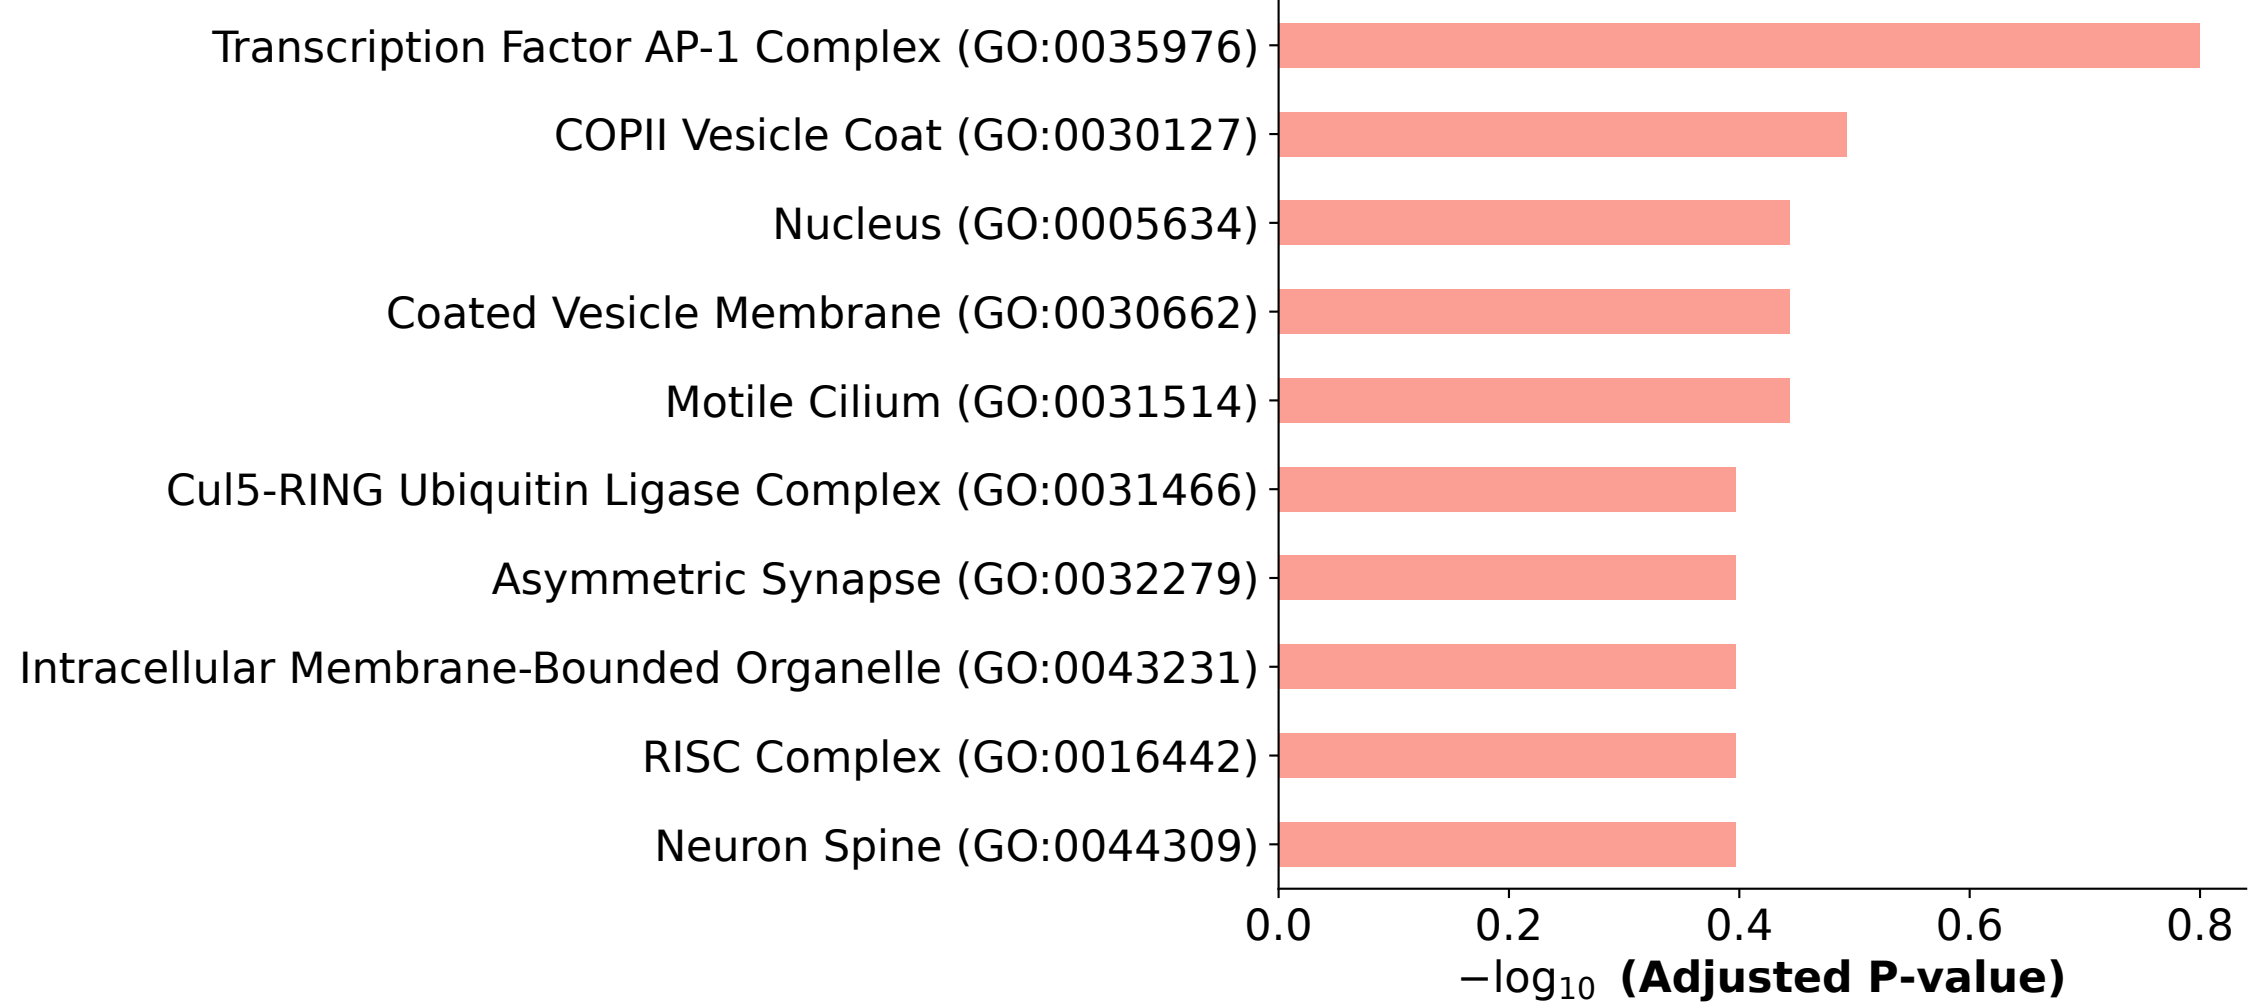 Transcription Factor AP-1 Complex (GO:0035976)
COPII Vesicle Coat (GO:0030127)
Nucleus (GO:0005634)
Coated Vesicle Membrane (GO:0030662)
Motile Cilium (GO:0031514)
Cul5-RING Ubiquitin Ligase Complex (GO:0031466)
Asymmetric Synapse (GO:0032279)
Intracellular Membrane-Bounded Organelle (GO:0043231)
RISC Complex (GO:0016442)
Neuron Spine (GO:0044309)
0.0 0.2 0.4 0.6 0.8
−log₁₀ (Adjusted P-value)